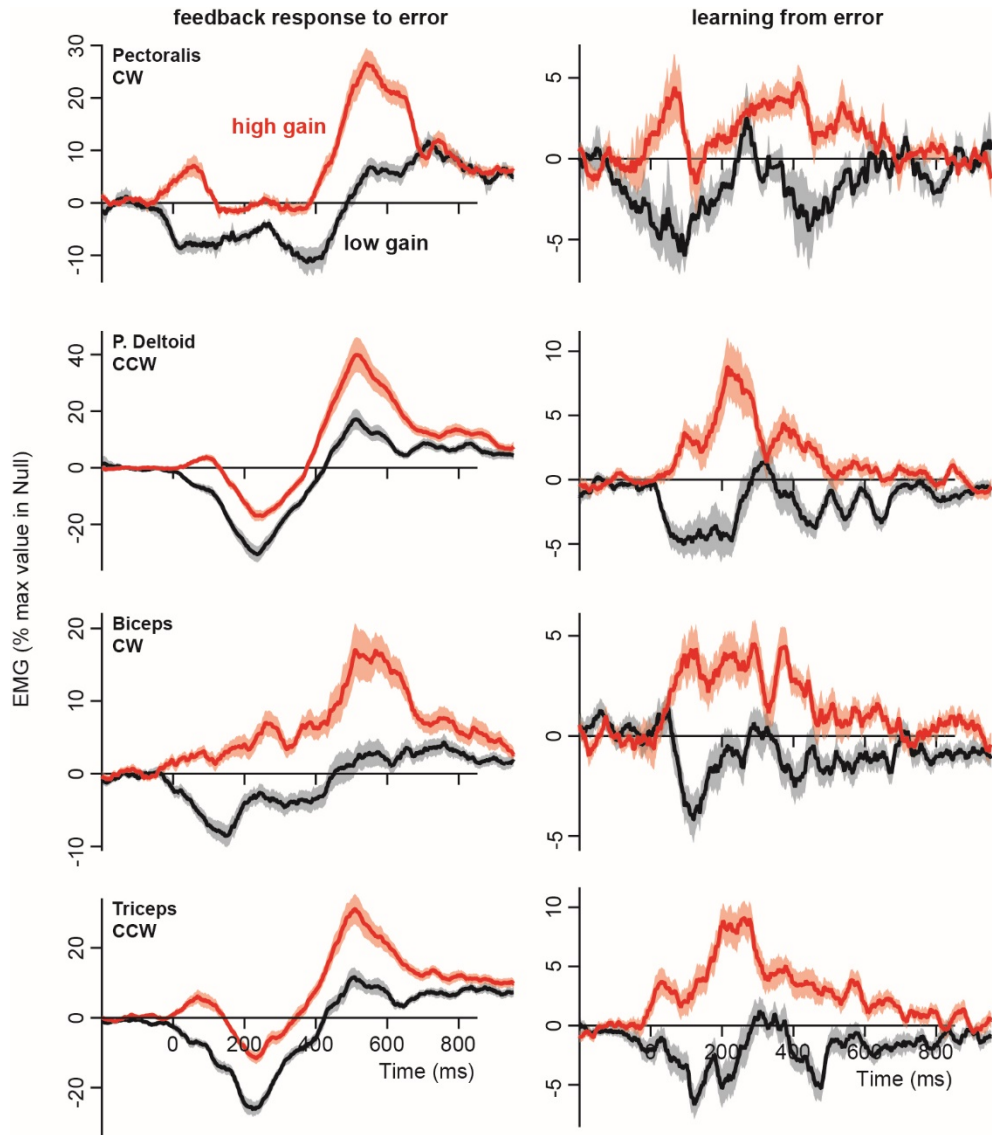 feedback response to error
learning from error
EMG (% max value in Null)
Pectoralis
CW
high gain
low gain
30
20
10
0
-10
5
0
-5
P. Deltoid
CCW
40
20
0
-20
10
5
0
-5
Biceps
CW
20
10
0
-10
5
0
-5
Triceps
CCW
20
0
-20
0 200 400 600 800
Time (ms)
10
5
0
-5
0 200 400 600 800
Time (ms)